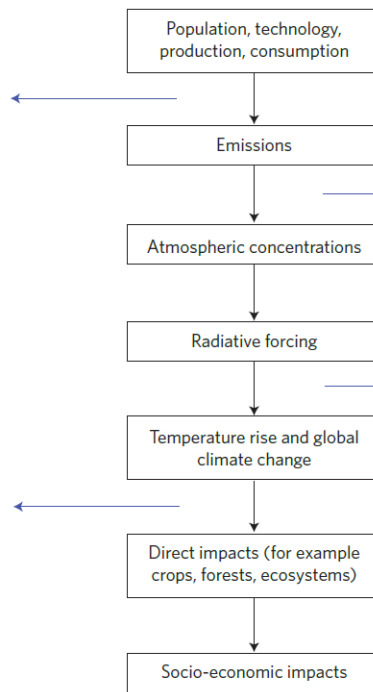 Population, technology,
production, consumption
Emissions
Atmospheric concentrations
Radiative forcing
Temperature rise and global
climate change
Direct impacts (for example
crops, forests, ecosystems)
Socio-economic impacts